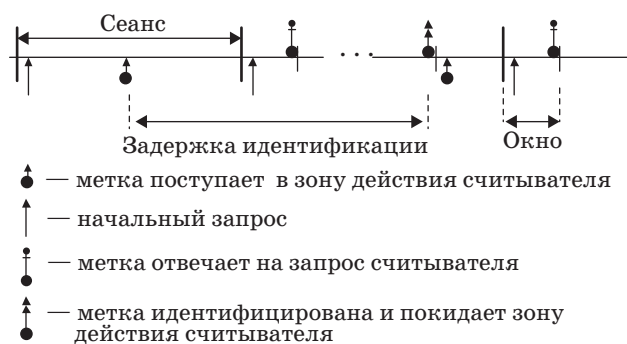 Сеанс
. . .
Задержка идентификации
Окно
— метка поступает в зону действия считывателя
— начальный запрос
— метка отвечает на запрос считывателя
— метка идентифицирована и покидает зону
действия считывателя